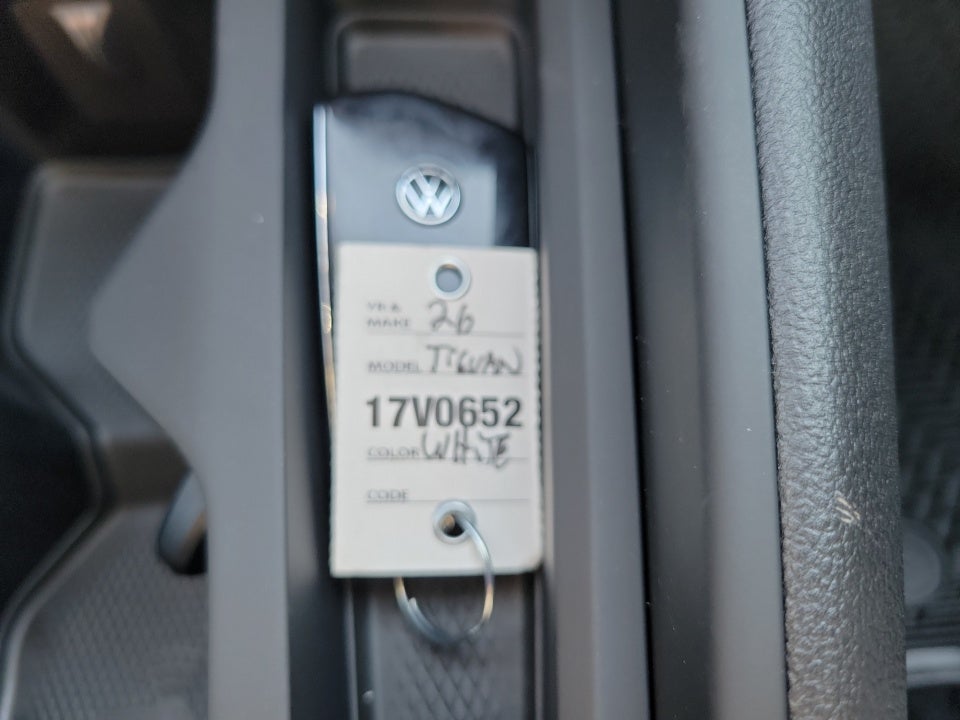 YR &
MAKE 26
MODEL TIGUAN
17V0652
COLOR WHITE
CODE